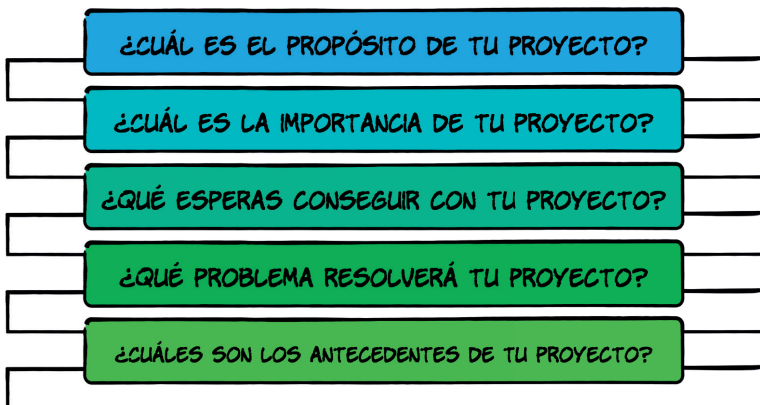 ¿CUÁL ES EL PROPÓSITO DE TU PROYECTO?
¿CUÁL ES LA IMPORTANCIA DE TU PROYECTO?
¿QUÉ ESPERAS CONSEGUIR CON TU PROYECTO?
¿QUÉ PROBLEMA RESOLVERÁ TU PROYECTO?
¿CUÁLES SON LOS ANTECEDENTES DE TU PROYECTO?